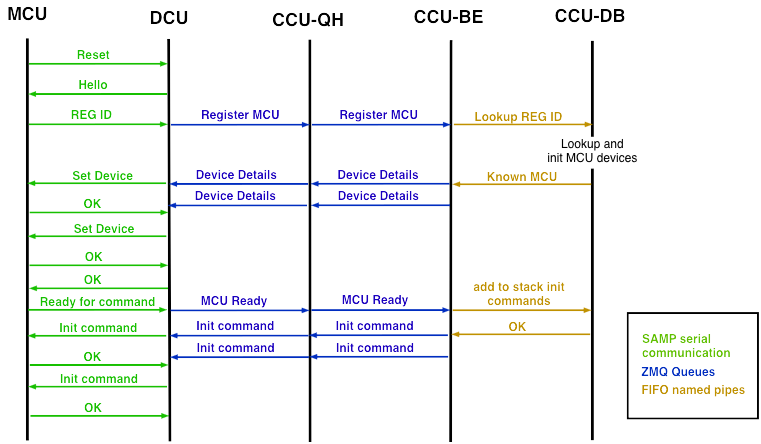 MCU
DCU
CCU-QH
CCU-BE
CCU-DB
Reset
Hello
REG ID
Register MCU
Register MCU
Lookup REG ID
Lookup and
init MCU devices
Set Device
Device Details
Device Details
Known MCU
OK
Device Details
Device Details
Set Device
OK
OK
Ready for command
MCU Ready
MCU Ready
add to stack init
commands
Init command
Init command
Init command
OK
OK
Init command
Init command
Init command
OK
SAMP serial
communication
ZMQ Queues
FIFO named pipes